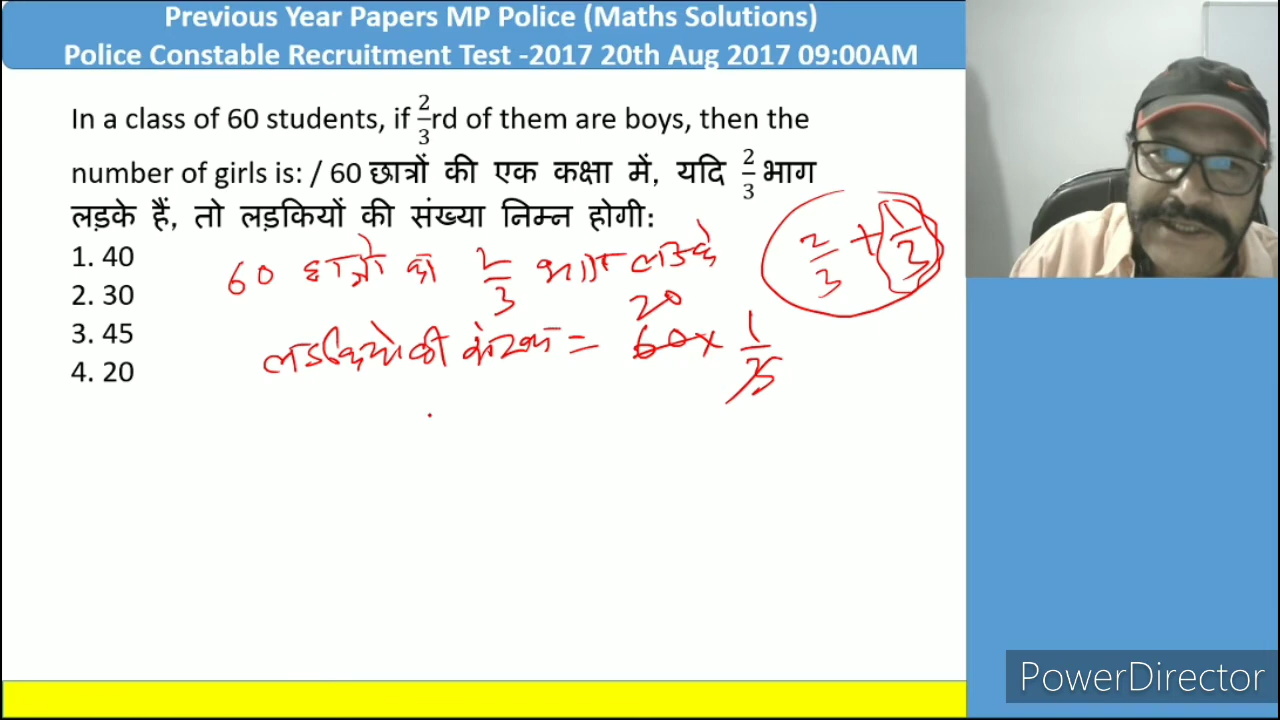 Previous Year Papers MP Police (Maths Solutions)
Police Constable Recruitment Test -2017 20th Aug 2017 09:00AM
In a class of 60 students, if 2/3rd of them are boys, then the
number of girls is: / 60 छात्रों की एक कक्षा में, यदि 2/3 भाग
लड़के हैं, तो लड़कियों की संख्या निम्न होगी:
1. 40
2. 30
3. 45
4. 20
60 छात्रो का 2/3 भाग लडके
2/3 + 1/3
20
लडकियो की संख्या = 60 × 1/3
PowerDirector